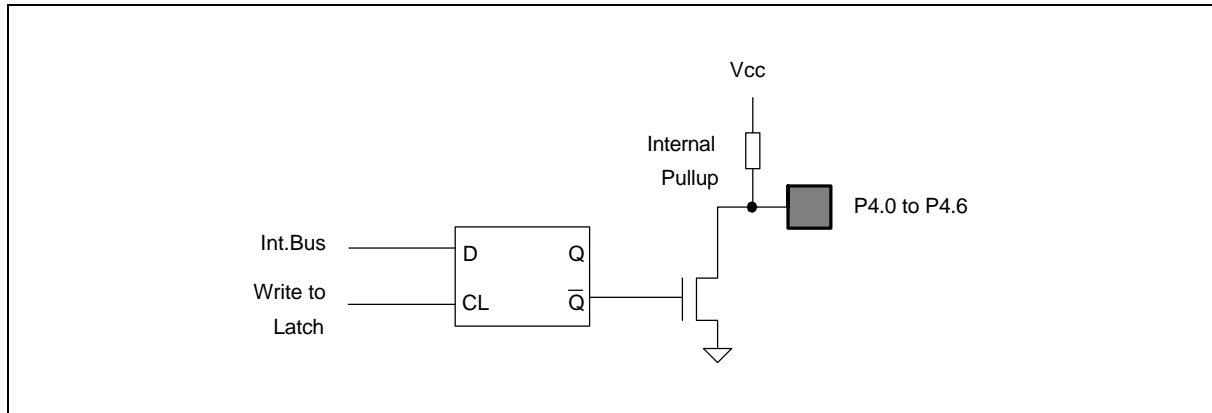 Vcc
Internal
Pullup
P4.0 to P4.6
Int.Bus
D
Q
Write to
Latch
CL
Q̅